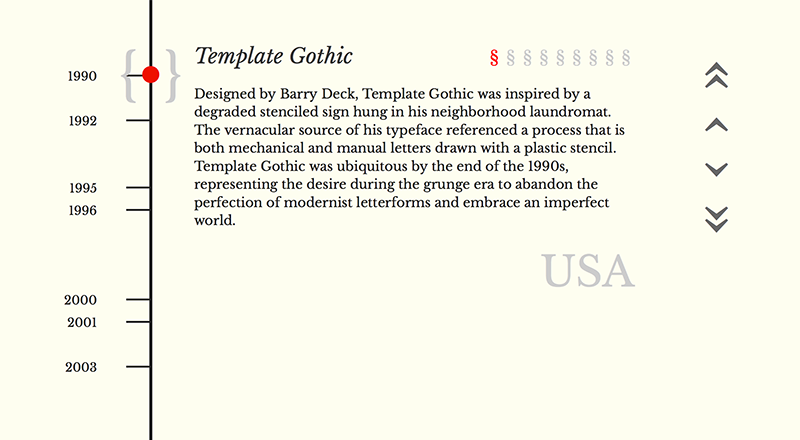 1990
1992
1995
1996
2000
2001
2003
{ }
Template Gothic
§ § § § § § § § §
Designed by Barry Deck, Template Gothic was inspired by a
degraded stenciled sign hung in his neighborhood laundromat.
The vernacular source of his typeface referenced a process that is
both mechanical and manual letters drawn with a plastic stencil.
Template Gothic was ubiquitous by the end of the 1990s,
representing the desire during the grunge era to abandon the
perfection of modernist letterforms and embrace an imperfect
world.
USA